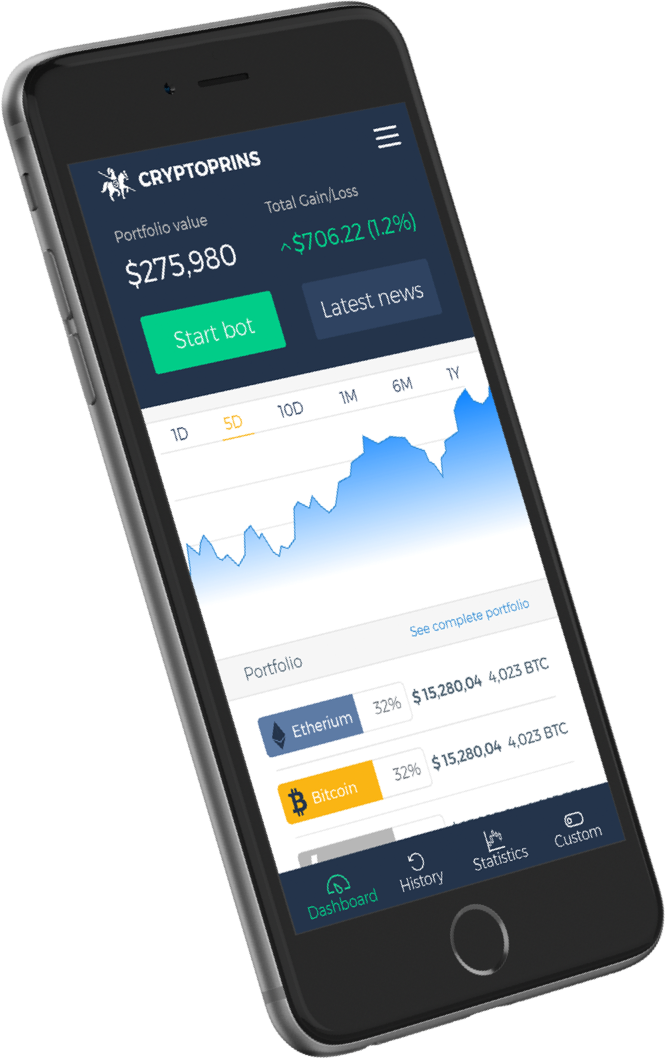 CRYPTOPRINS
Portfolio value
Total Gain/Loss
$275,980
^$706.22 (1.2%)
Start bot
Latest news
1D 5D 10D 1M 6M 1Y
Portfolio
See complete portfolio
Etherium 32% $15,280,04 4,023 BTC
Bitcoin 32% $15,280,04 4,023 BTC
Dashboard History Statistics Custom